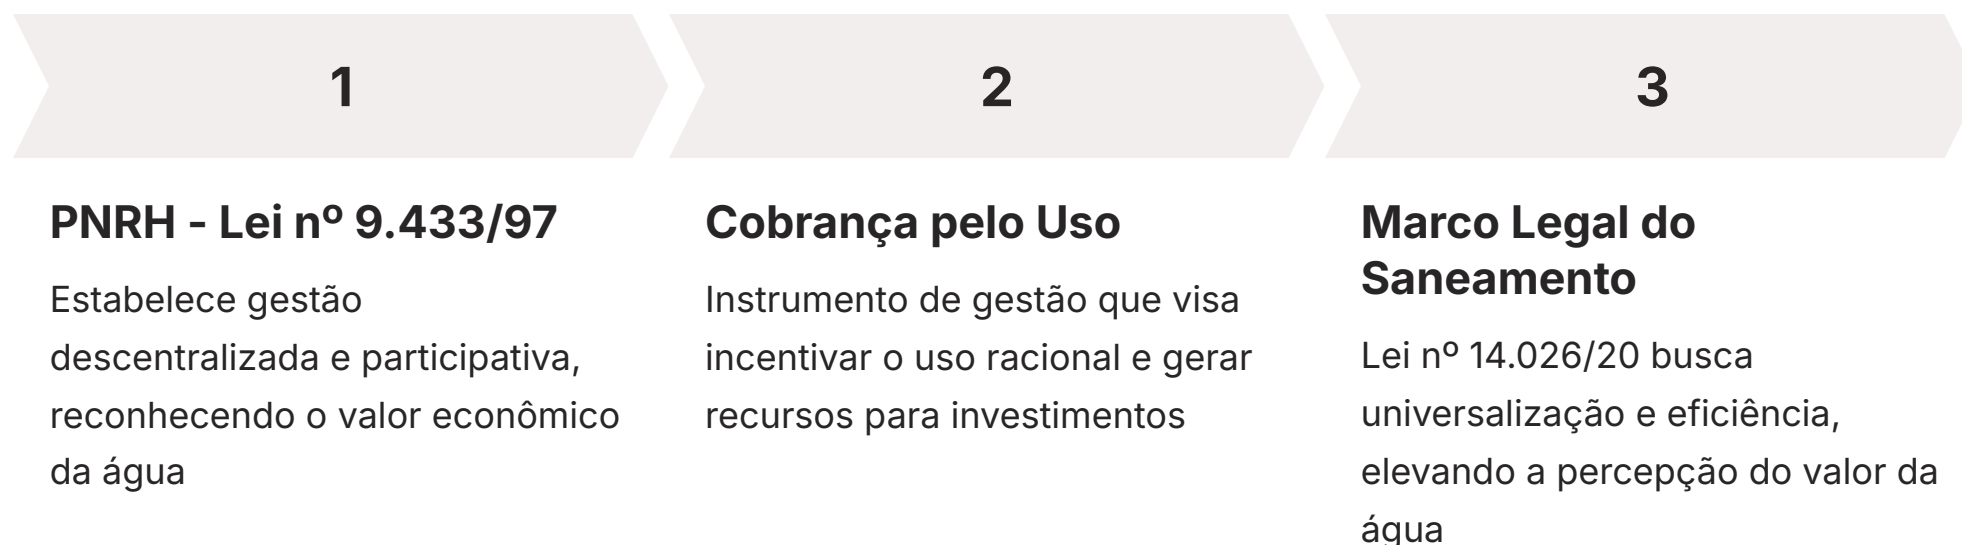 1
2
3
PNRH - Lei nº 9.433/97
Estabelece gestão
descentralizada e participativa,
reconhecendo o valor econômico
da água
Cobrança pelo Uso
Instrumento de gestão que visa
incentivar o uso racional e gerar
recursos para investimentos
Marco Legal do
Saneamento
Lei nº 14.026/20 busca
universalização e eficiência,
elevando a percepção do valor da
água